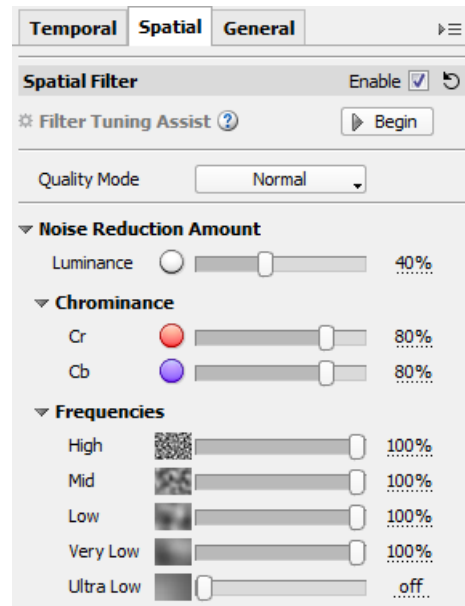 Temporal Spatial General
Spatial Filter Enable
Filter Tuning Assist ? Begin
Quality Mode Normal
Noise Reduction Amount
Luminance 40%
Chrominance
Cr 80%
Cb 80%
Frequencies
High 100%
Mid 100%
Low 100%
Very Low 100%
Ultra Low off